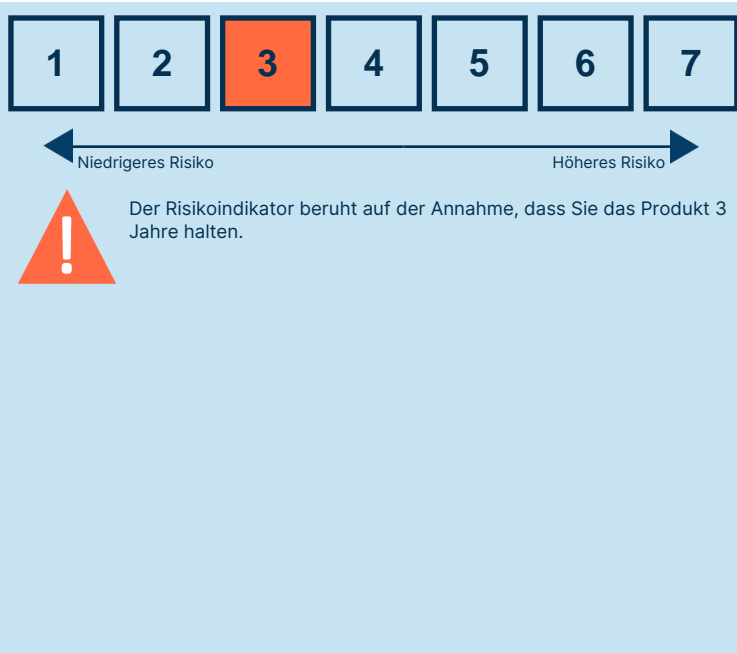 1 2 3 4 5 6 7
Niedrigeres Risiko Höheres Risiko
Der Risikoindikator beruht auf der Annahme, dass Sie das Produkt 3
Jahre halten.